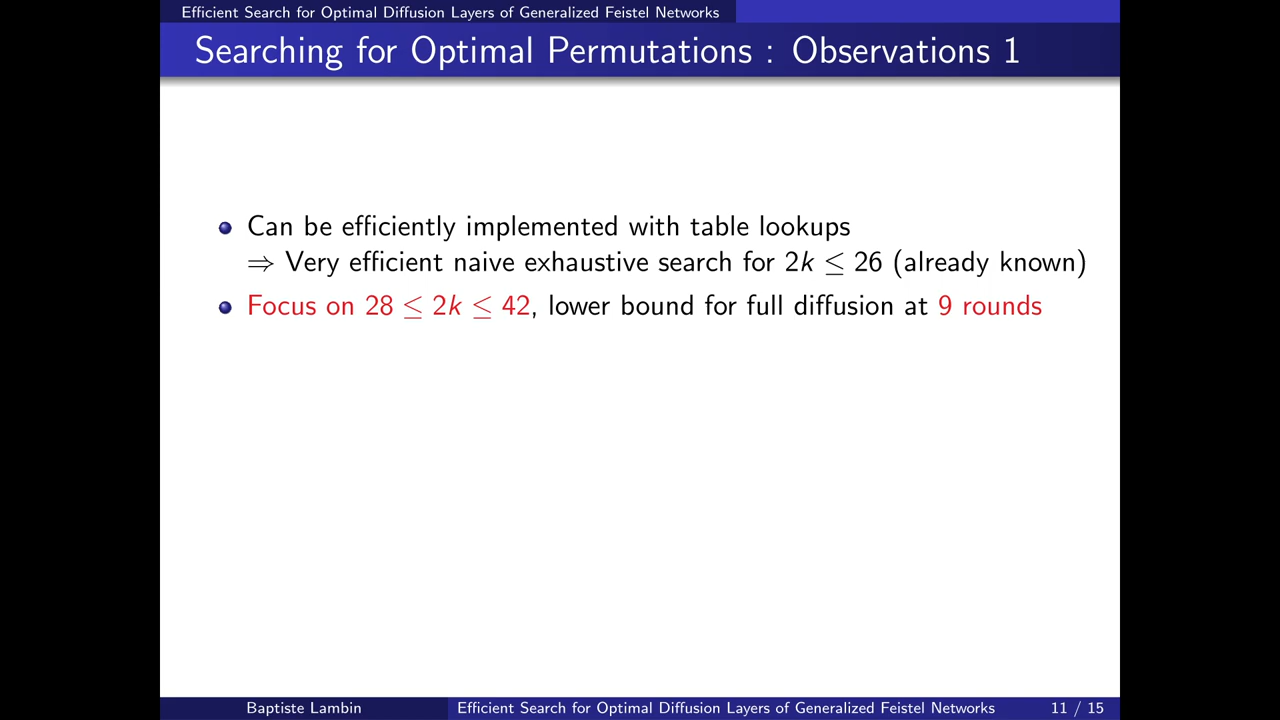 Efficient Search for Optimal Diffusion Layers of Generalized Feistel Networks
Searching for Optimal Permutations : Observations 1
Can be efficiently implemented with table lookups
⇒ Very efficient naive exhaustive search for 2k ≤ 26 (already known)
Focus on 28 ≤ 2k ≤ 42, lower bound for full diffusion at 9 rounds
Baptiste Lambin Efficient Search for Optimal Diffusion Layers of Generalized Feistel Networks 11 / 15